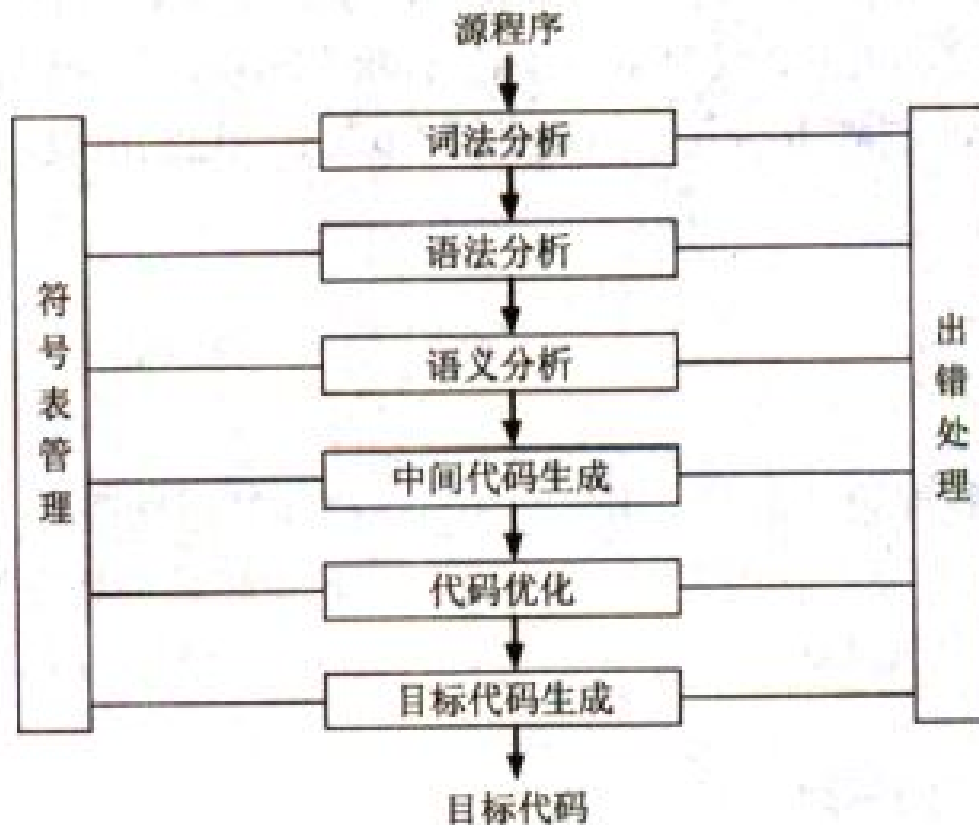 源程序
词法分析
语法分析
语义分析
中间代码生成
代码优化
目标代码生成
目标代码
符号表管理
出错处理